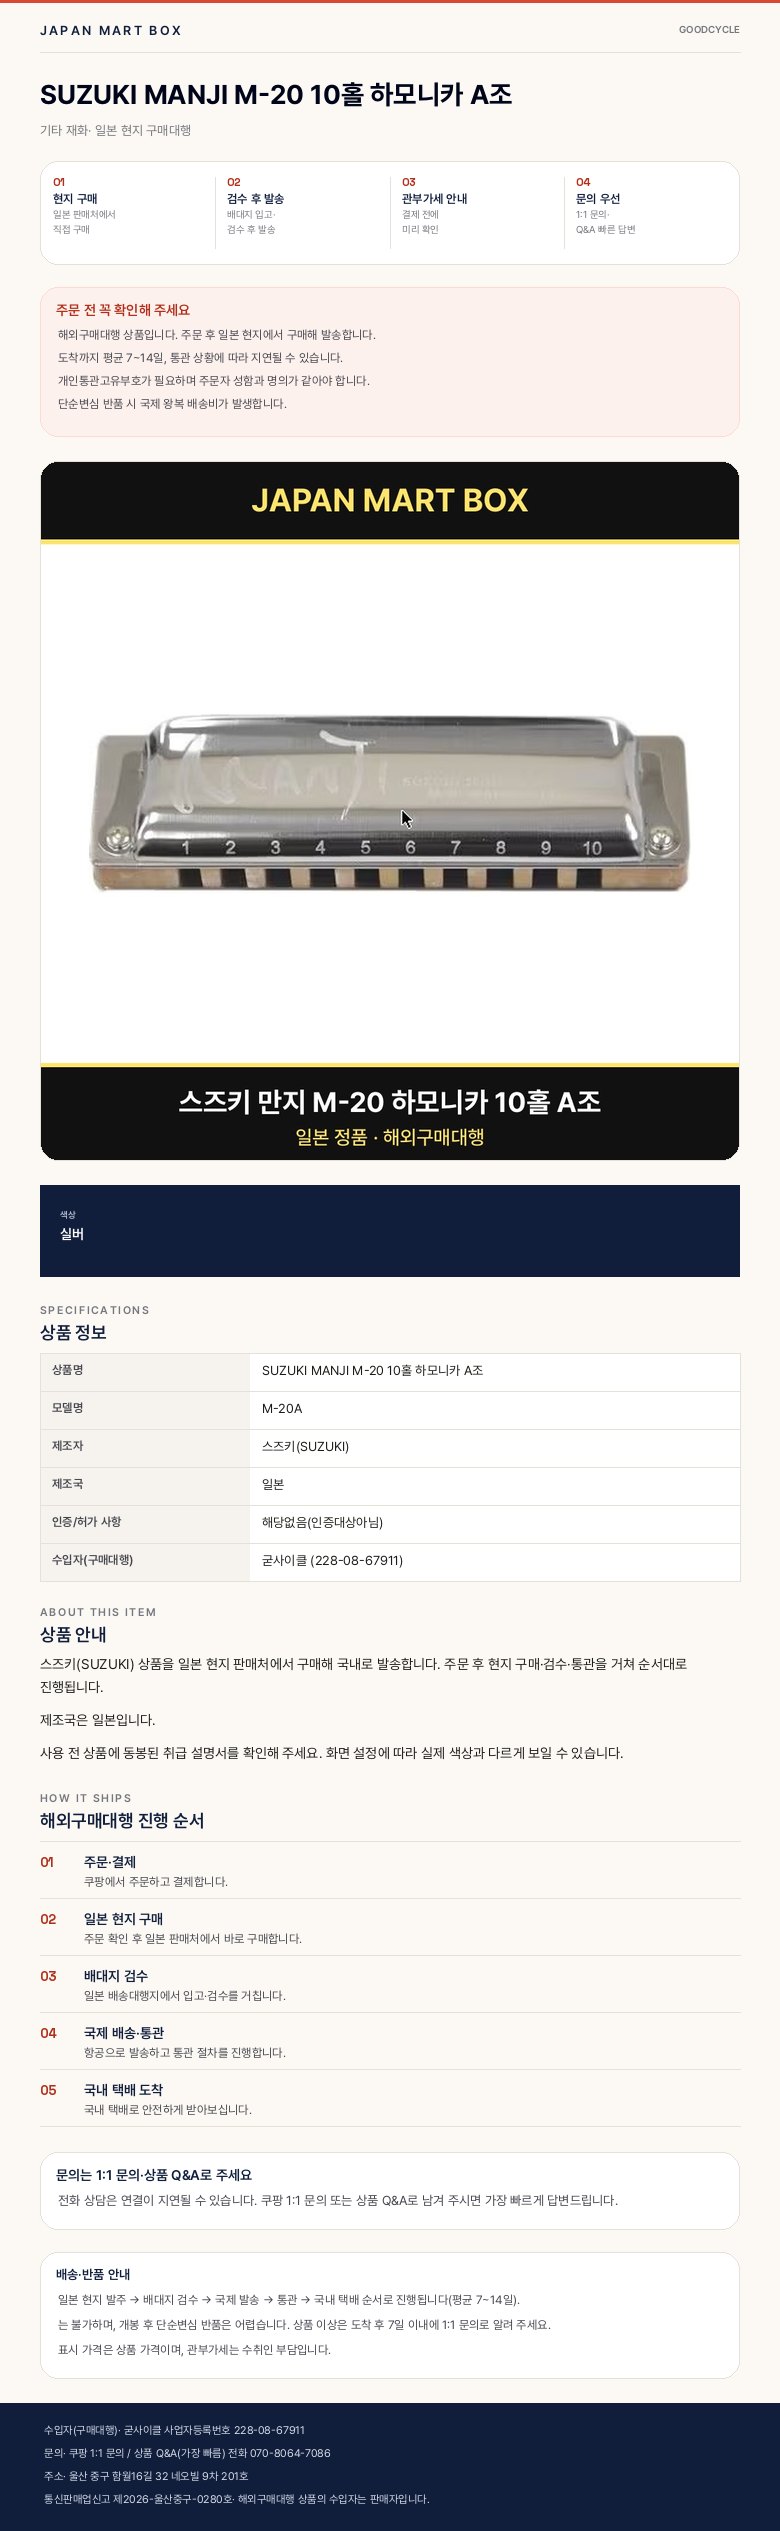 JAPAN MART BOX
GOODCYCLE
SUZUKI MANJI M-20 10홀 하모니카 A조
기타 재화· 일본 현지 구매대행
01
현지 구매
일본 판매처에서
직접 구매
02
검수 후 발송
배대지 입고·
검수 후 발송
03
관부가세 안내
결제 전에
미리 확인
04
문의 우선
1:1 문의·
Q&A 빠른 답변
주문 전 꼭 확인해 주세요
해외구매대행 상품입니다. 주문 후 일본 현지에서 구매해 발송합니다.
도착까지 평균 7~14일, 통관 상황에 따라 지연될 수 있습니다.
개인통관고유부호가 필요하며 주문자 성함과 명의가 같아야 합니다.
단순변심 반품 시 국제 왕복 배송비가 발생합니다.
JAPAN MART BOX
Manji
1 2 3 4 5 6 7 8 9 10
스즈키 만지 M-20 하모니카 10홀 A조
일본 정품 · 해외구매대행
색상
실버
SPECIFICATIONS
상품 정보
상품명 SUZUKI MANJI M-20 10홀 하모니카 A조
모델명 M-20A
제조자 스즈키(SUZUKI)
제조국 일본
인증/허가 사항 해당없음(인증대상아님)
수입자(구매대행) 굳사이클 (228-08-67911)
ABOUT THIS ITEM
상품 안내
스즈키(SUZUKI) 상품을 일본 현지 판매처에서 구매해 국내로 발송합니다. 주문 후 현지 구매·검수·통관을 거쳐 순서대로
진행됩니다.
제조국은 일본입니다.
사용 전 상품에 동봉된 취급 설명서를 확인해 주세요. 화면 설정에 따라 실제 색상과 다르게 보일 수 있습니다.
HOW IT SHIPS
해외구매대행 진행 순서
01 주문·결제
쿠팡에서 주문하고 결제합니다.
02 일본 현지 구매
주문 확인 후 일본 판매처에서 바로 구매합니다.
03 배대지 검수
일본 배송대행지에서 입고·검수를 거칩니다.
04 국제 배송·통관
항공으로 발송하고 통관 절차를 진행합니다.
05 국내 택배 도착
국내 택배로 안전하게 받아보십니다.
문의는 1:1 문의·상품 Q&A로 주세요
전화 상담은 연결이 지연될 수 있습니다. 쿠팡 1:1 문의 또는 상품 Q&A로 남겨 주시면 가장 빠르게 답변드립니다.
배송·반품 안내
일본 현지 발주 → 배대지 검수 → 국제 발송 → 통관 → 국내 택배 순서로 진행됩니다(평균 7~14일).
는 불가하며, 개봉 후 단순변심 반품은 어렵습니다. 상품 이상은 도착 후 7일 이내에 1:1 문의로 알려 주세요.
표시 가격은 상품 가격이며, 관부가세는 수취인 부담입니다.
수입자(구매대행)· 굳사이클 사업자등록번호 228-08-67911
문의· 쿠팡 1:1 문의 / 상품 Q&A(가장 빠름) 전화 070-8064-7086
주소· 울산 중구 함월16길 32 네오빌 9차 201호
통신판매업신고 제2026-울산중구-0280호· 해외구매대행 상품의 수입자는 판매자입니다.